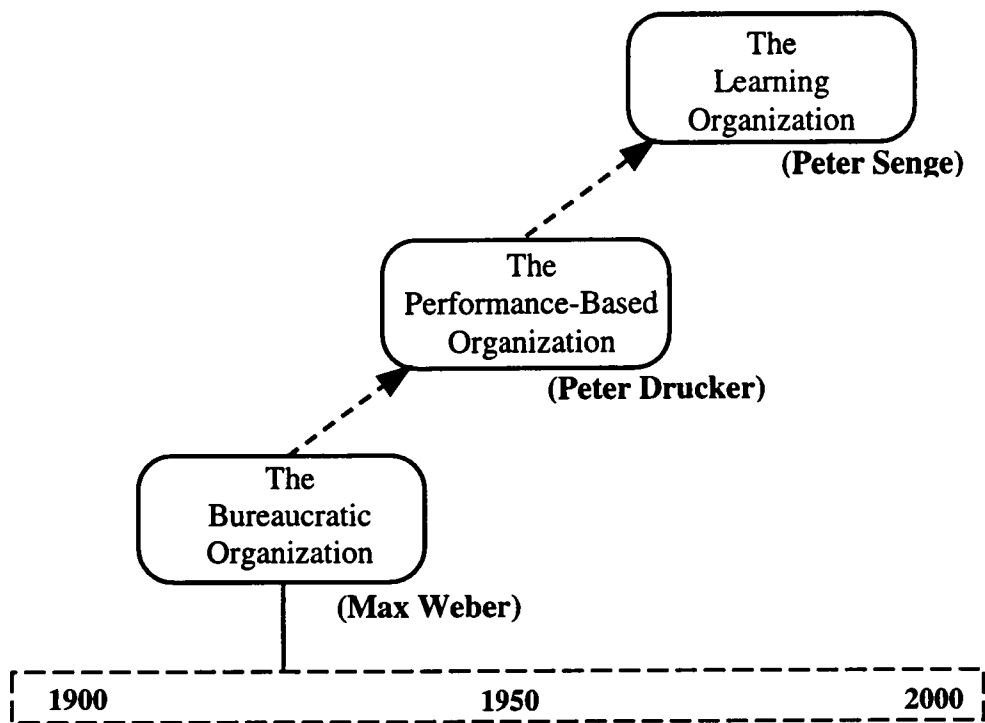 The
Learning
Organization
(Peter Senge)
The
Performance-Based
Organization
(Peter Drucker)
The
Bureaucratic
Organization
(Max Weber)
1900 1950 2000